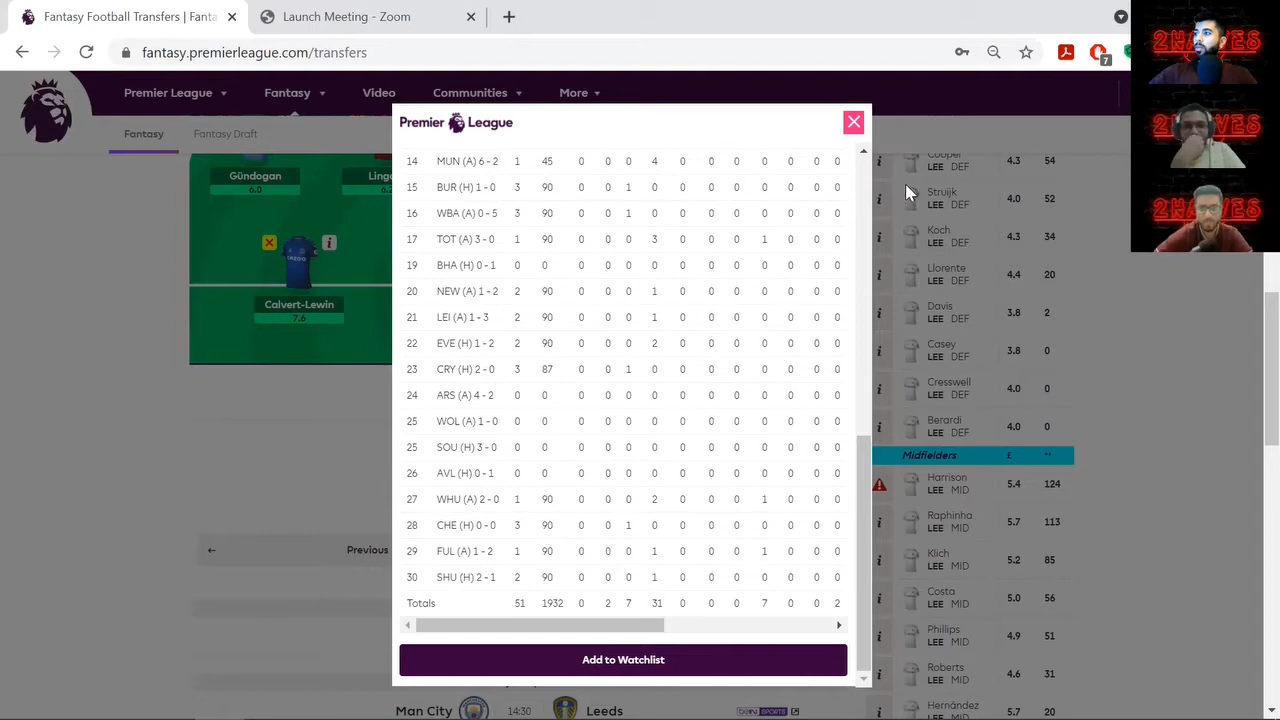 Fantasy Football Transfers | Fanta
Launch Meeting - Zoom
fantasy.premierleague.com/transfers
7
2HALVES
2HALVES
2HALVES
Premier League
Fantasy
Video
Communities
More
Fantasy
Fantasy Draft
Premier League
Gündogan
6.0
Linge
6.
Calvert-Lewin
7.6
14 MUN (A) 6 - 2 1 45 0 0 0 4 0 0 0 0 0 0 0
15 BUR (H) 1 - 0 3 90 0 0 1 0 0 0 0 0 0 0 0
16 WBA (A) 0 - 5 3 90 0 0 1 0 0 0 0 0 0 0 0
17 TOT (A) 3 - 0 1 90 0 0 0 3 0 0 0 1 0 0 0
19 BHA (H) 0 - 1 0 0 0 0 0 0 0 0 0 0 0 0 0
20 NEW (A) 1 - 2 2 90 0 0 0 1 0 0 0 0 0 0 0
21 LEI (A) 1 - 3 2 90 0 0 0 1 0 0 0 0 0 0 0
22 EVE (H) 1 - 2 2 90 0 0 0 2 0 0 0 0 0 0 0
23 CRY (H) 2 - 0 3 87 0 0 1 0 0 0 0 0 0 0 0
24 ARS (A) 4 - 2 0 0 0 0 0 0 0 0 0 0 0 0 0
25 WOL (A) 1 - 0 0 0 0 0 0 0 0 0 0 0 0 0 0
25 SOU (H) 3 - 0 0 0 0 0 0 0 0 0 0 0 0 0 0
26 AVL (H) 0 - 1 0 0 0 0 0 0 0 0 0 0 0 0 0
27 WHU (A) 2 - 0 1 90 0 0 0 2 0 0 0 1 0 0 0
28 CHE (H) 0 - 0 3 90 0 0 1 0 0 0 0 0 0 0 0
29 FUL (A) 1 - 2 1 90 0 0 0 1 0 0 0 1 0 0 0
30 SHU (H) 2 - 1 2 90 0 0 0 1 0 0 0 0 0 0 0
Totals 51 1932 0 2 7 31 0 0 0 7 0 0 2
Add to Watchlist
Cooper
LEE DEF 4.3 54
Struijk
LEE DEF 4.0 52
Koch
LEE DEF 4.3 34
Llorente
LEE DEF 4.4 20
Davis
LEE DEF 3.8 2
Casey
LEE DEF 3.8 0
Cresswell
LEE DEF 4.0 0
Berardi
LEE DEF 4.0 0
Midfielders £ **
Harrison
LEE MID 5.4 124
Raphinha
LEE MID 5.7 113
Klich
LEE MID 5.2 85
Costa
LEE MID 5.0 56
Phillips
LEE MID 4.9 51
Roberts
LEE MID 4.6 31
Hernández
LEE MID 5.7 20
Previous
Man City 14:30 Leeds
beIN SPORTS